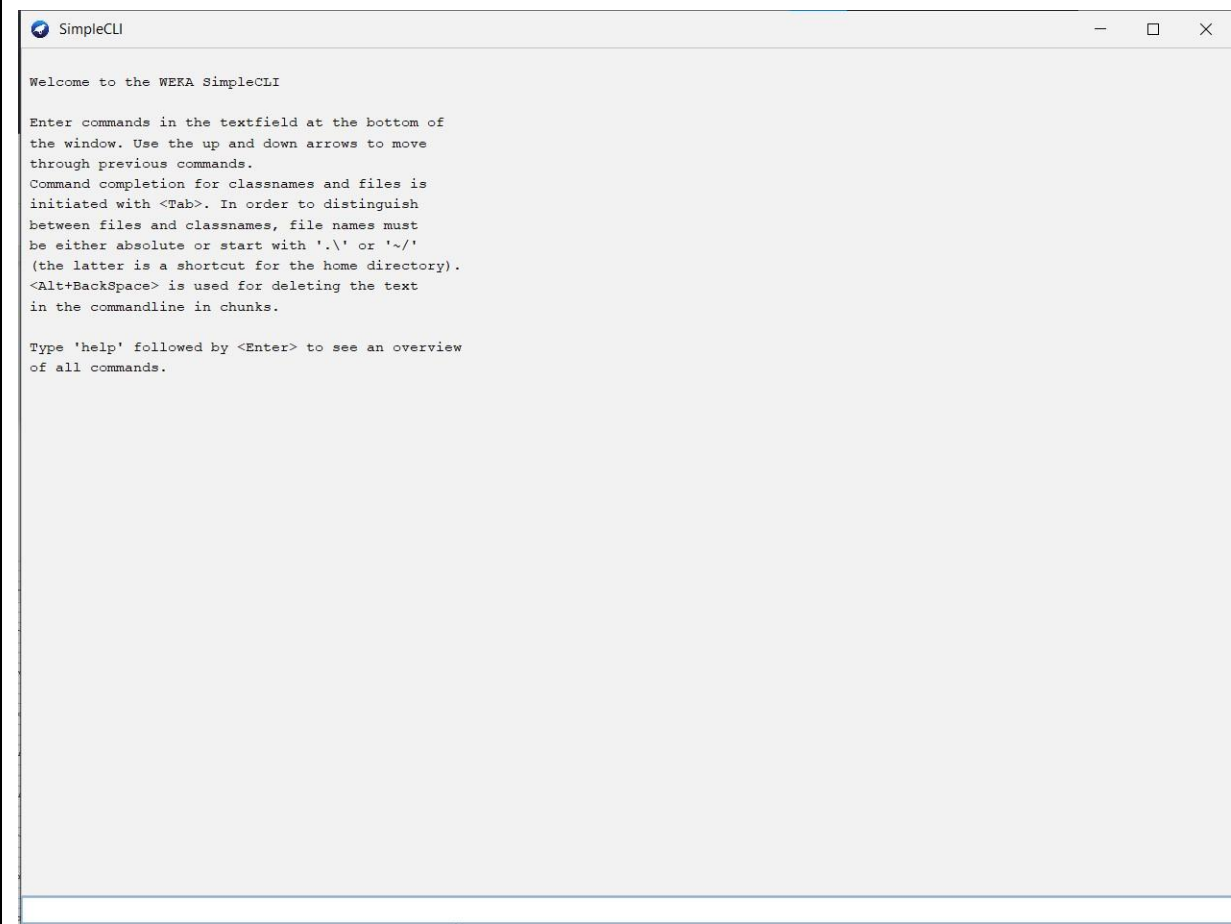 SimpleCLI
Welcome to the WEKA SimpleCLI
Enter commands in the textfield at the bottom of
the window. Use the up and down arrows to move
through previous commands.
Command completion for classnames and files is
initiated with <Tab>. In order to distinguish
between files and classnames, file names must
be either absolute or start with '.\' or '~/'
(the latter is a shortcut for the home directory).
<Alt+BackSpace> is used for deleting the text
in the commandline in chunks.
Type 'help' followed by <Enter> to see an overview
of all commands.